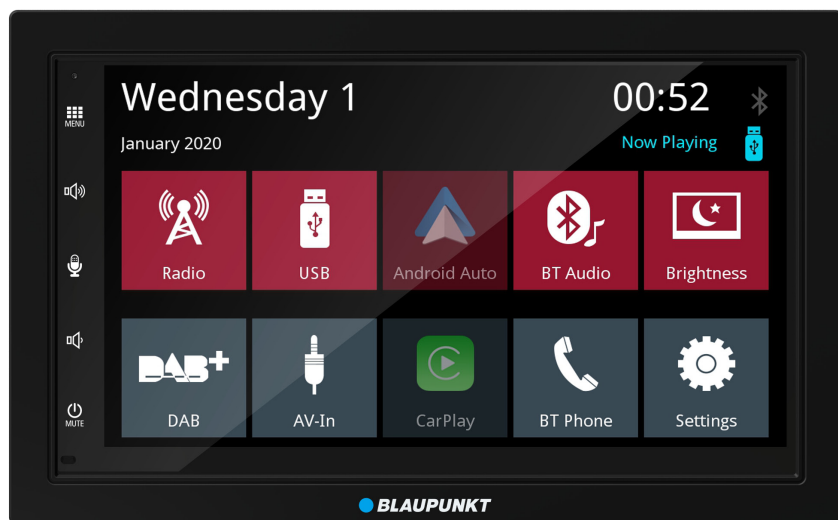 Wednesday 1
00:52
January 2020
Now Playing
MENU
Radio
USB
Android Auto
BT Audio
Brightness
DAB+
DAB
AV-In
CarPlay
BT Phone
Settings
MUTE
BLAUPUNKT